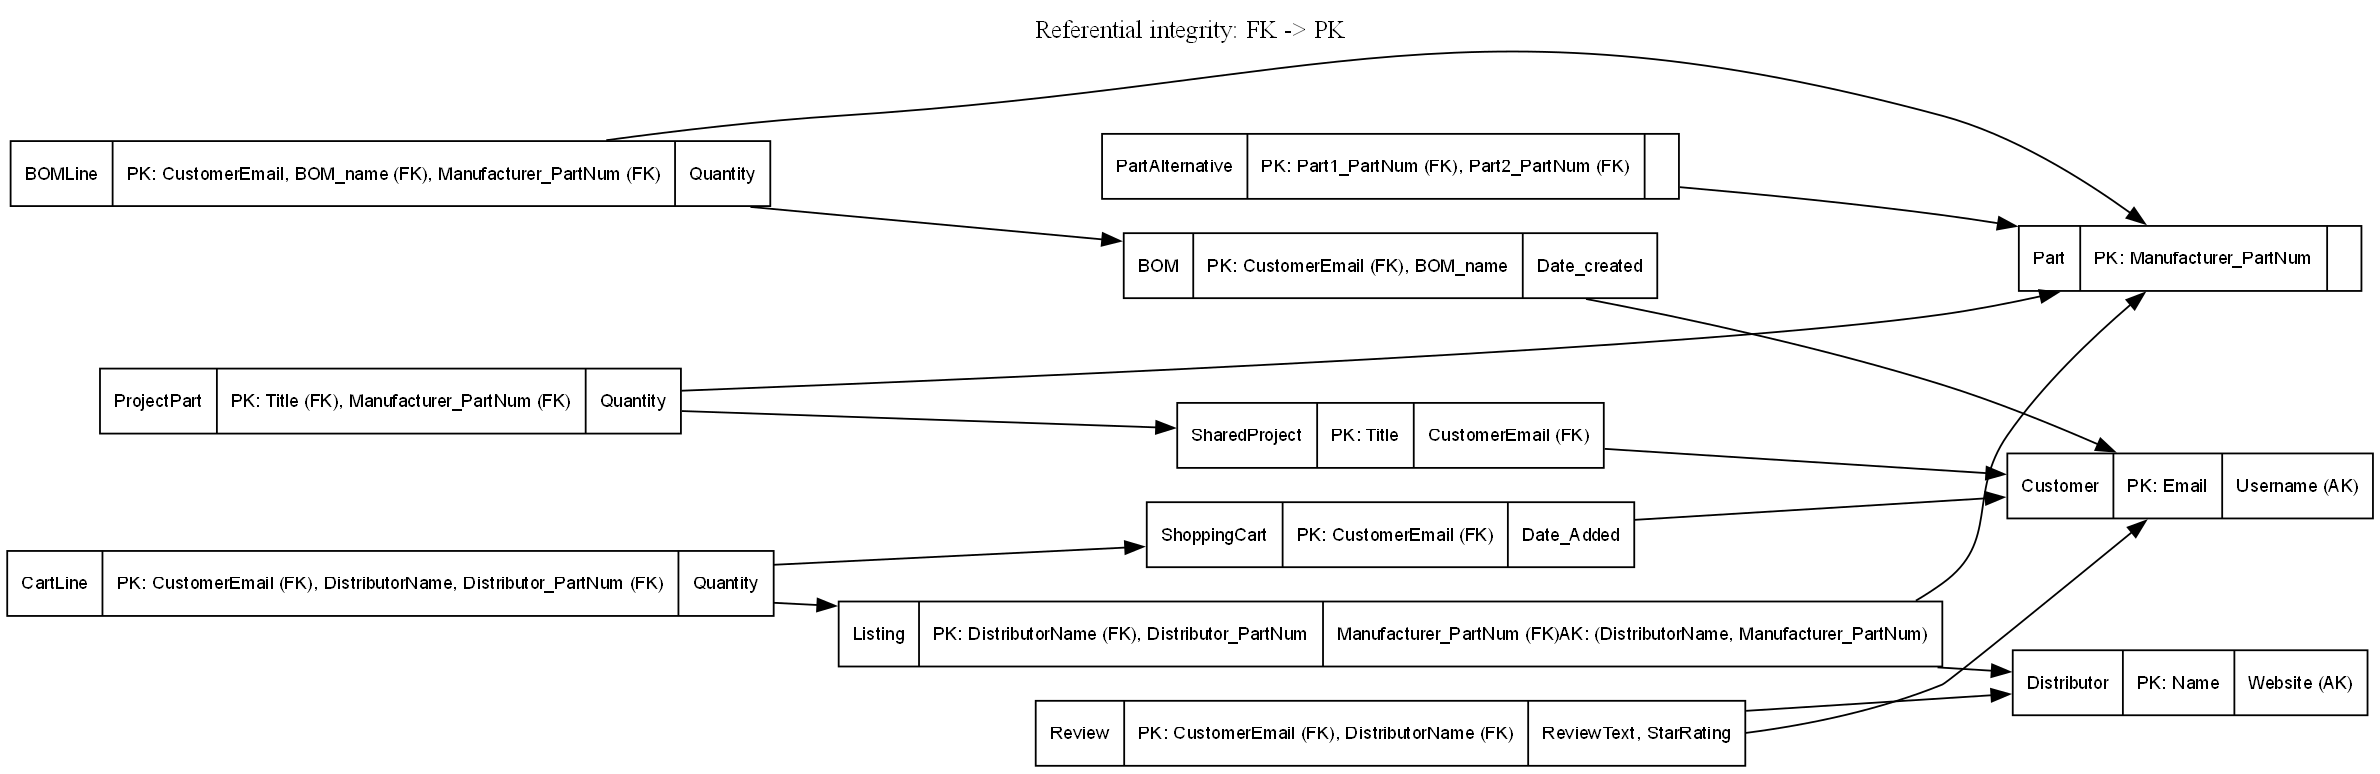 Referential integrity: FK -> PK
BOMLine PK: CustomerEmail, BOM_name (FK), Manufacturer_PartNum (FK) Quantity
PartAlternative PK: Part1_PartNum (FK), Part2_PartNum (FK)
BOM PK: CustomerEmail (FK), BOM_name Date_created
Part PK: Manufacturer_PartNum
ProjectPart PK: Title (FK), Manufacturer_PartNum (FK) Quantity
SharedProject PK: Title CustomerEmail (FK)
Customer PK: Email Username (AK)
ShoppingCart PK: CustomerEmail (FK) Date_Added
CartLine PK: CustomerEmail (FK), DistributorName, Distributor_PartNum (FK) Quantity
Listing PK: DistributorName (FK), Distributor_PartNum Manufacturer_PartNum (FK)AK: (DistributorName, Manufacturer_PartNum)
Distributor PK: Name Website (AK)
Review PK: CustomerEmail (FK), DistributorName (FK) ReviewText, StarRating